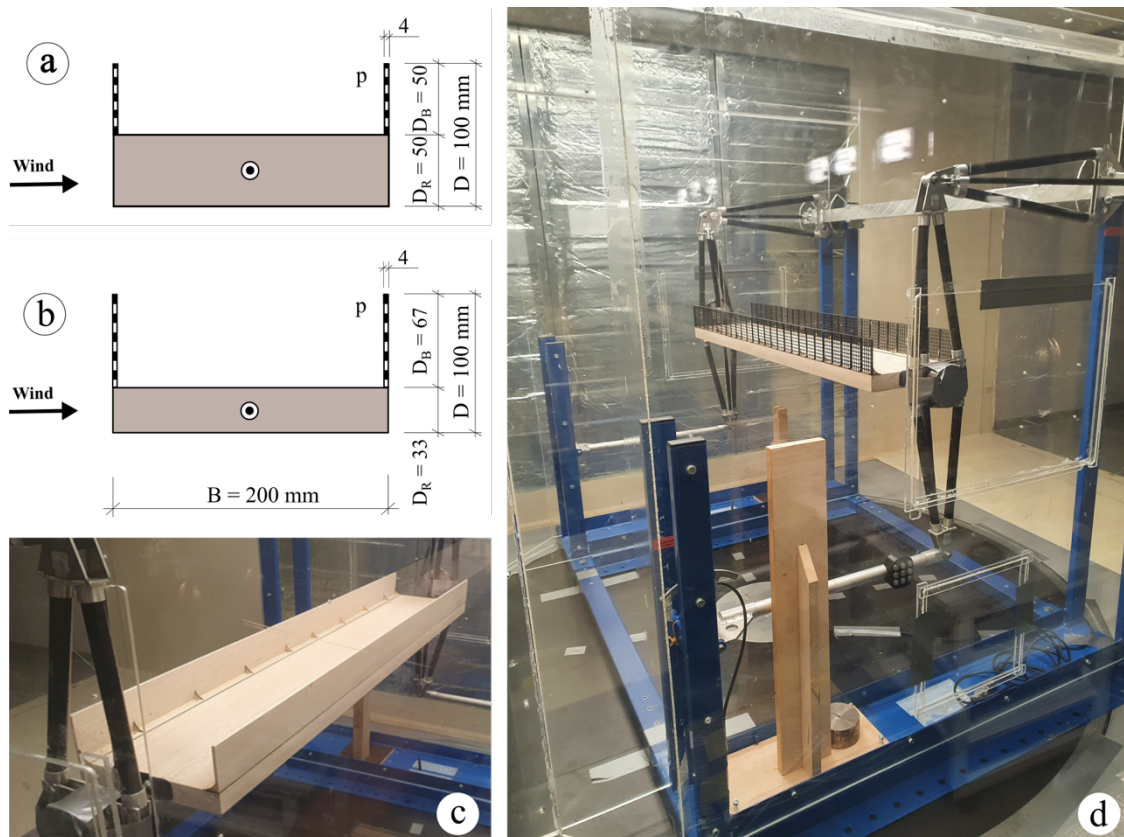 a
4
p
Wind
D_R = 50
D_B = 50
D = 100 mm
b
4
p
Wind
D_R = 33
D_B = 67
D = 100 mm
B = 200 mm
c
d